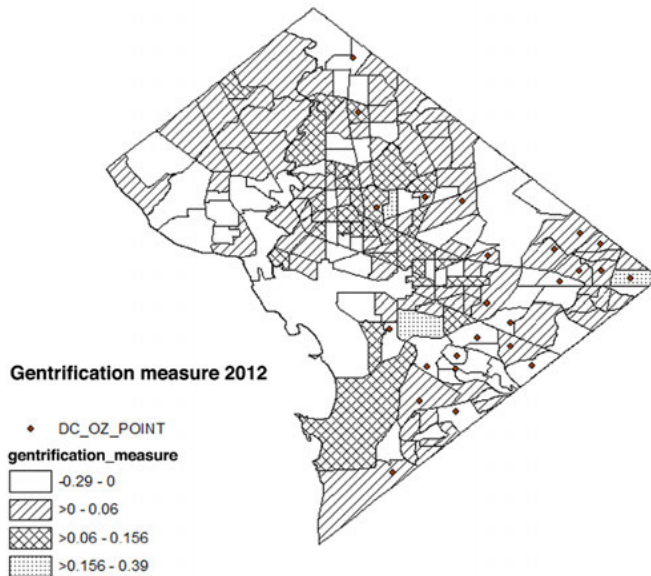 Gentrification measure 2012
DC_OZ_POINT
gentrification_measure
-0.29 - 0
>0 - 0.06
>0.06 - 0.156
>0.156 - 0.39